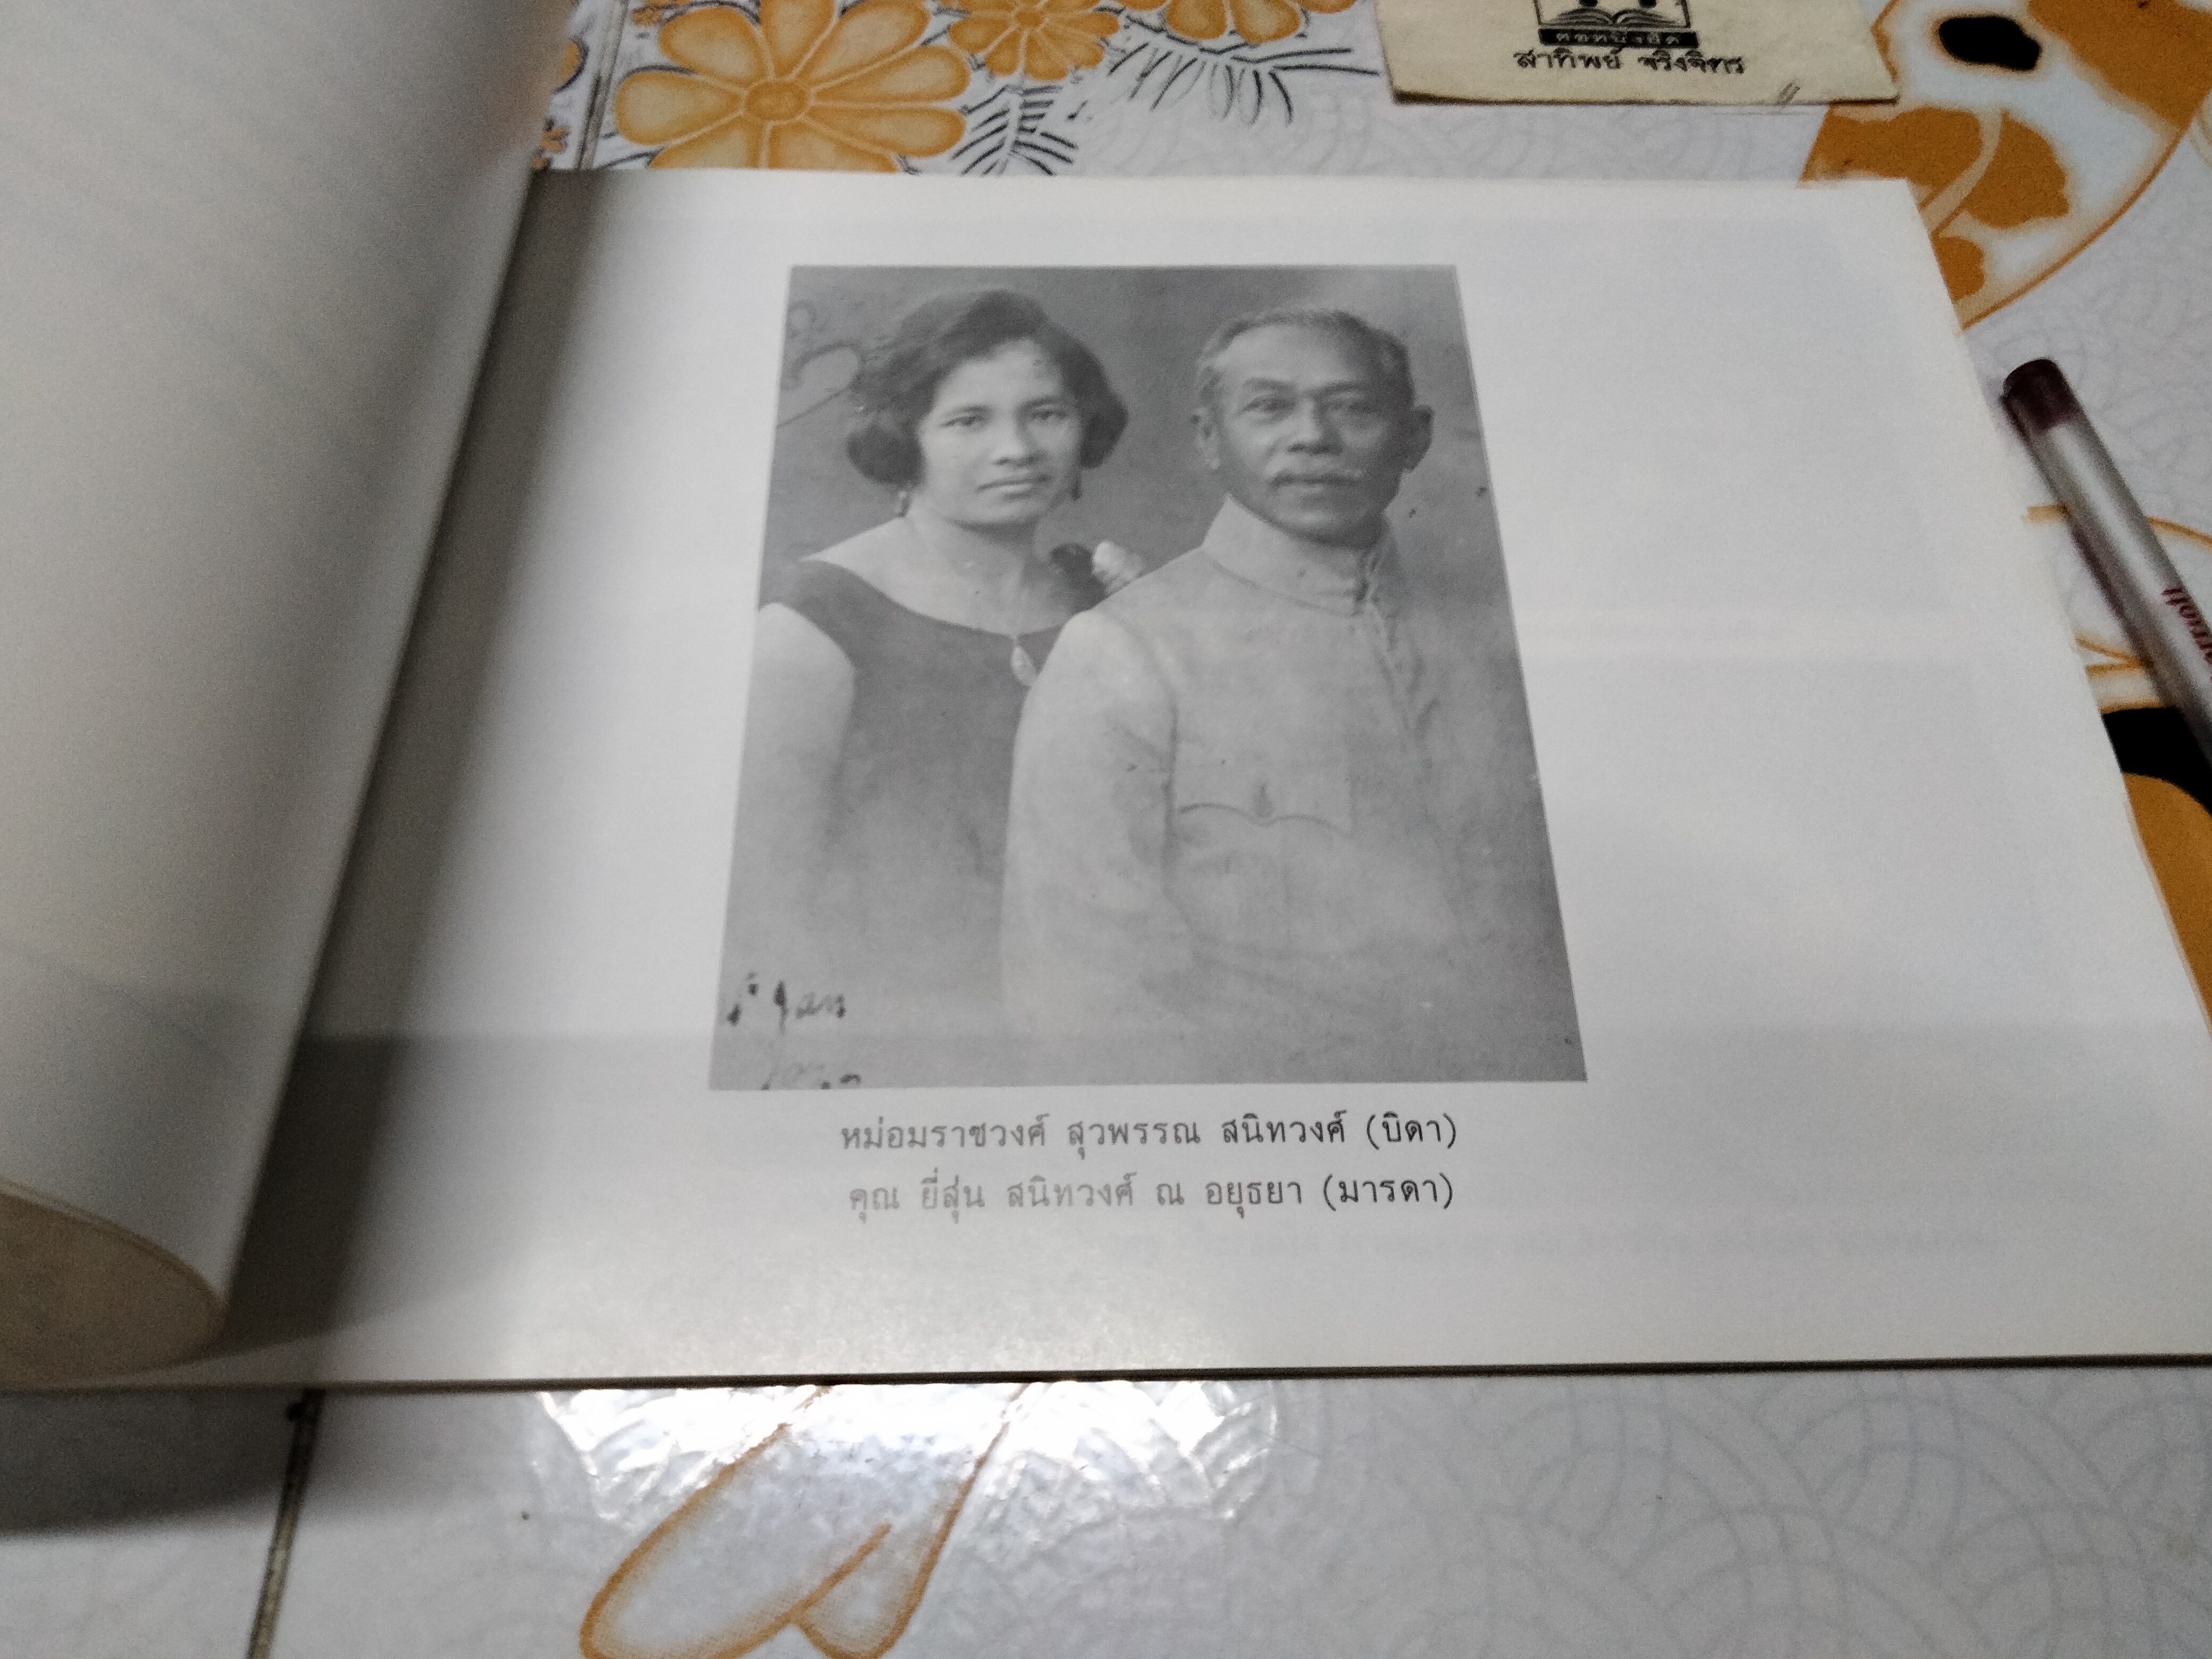 สาทิพย์ จริงจิตร
หม่อมราชวงศ์ สุวพรรณ สนิทวงศ์ (บิดา)
คุณ ยี่สุ่น สนิทวงศ์ ณ อยุธยา (มารดา)